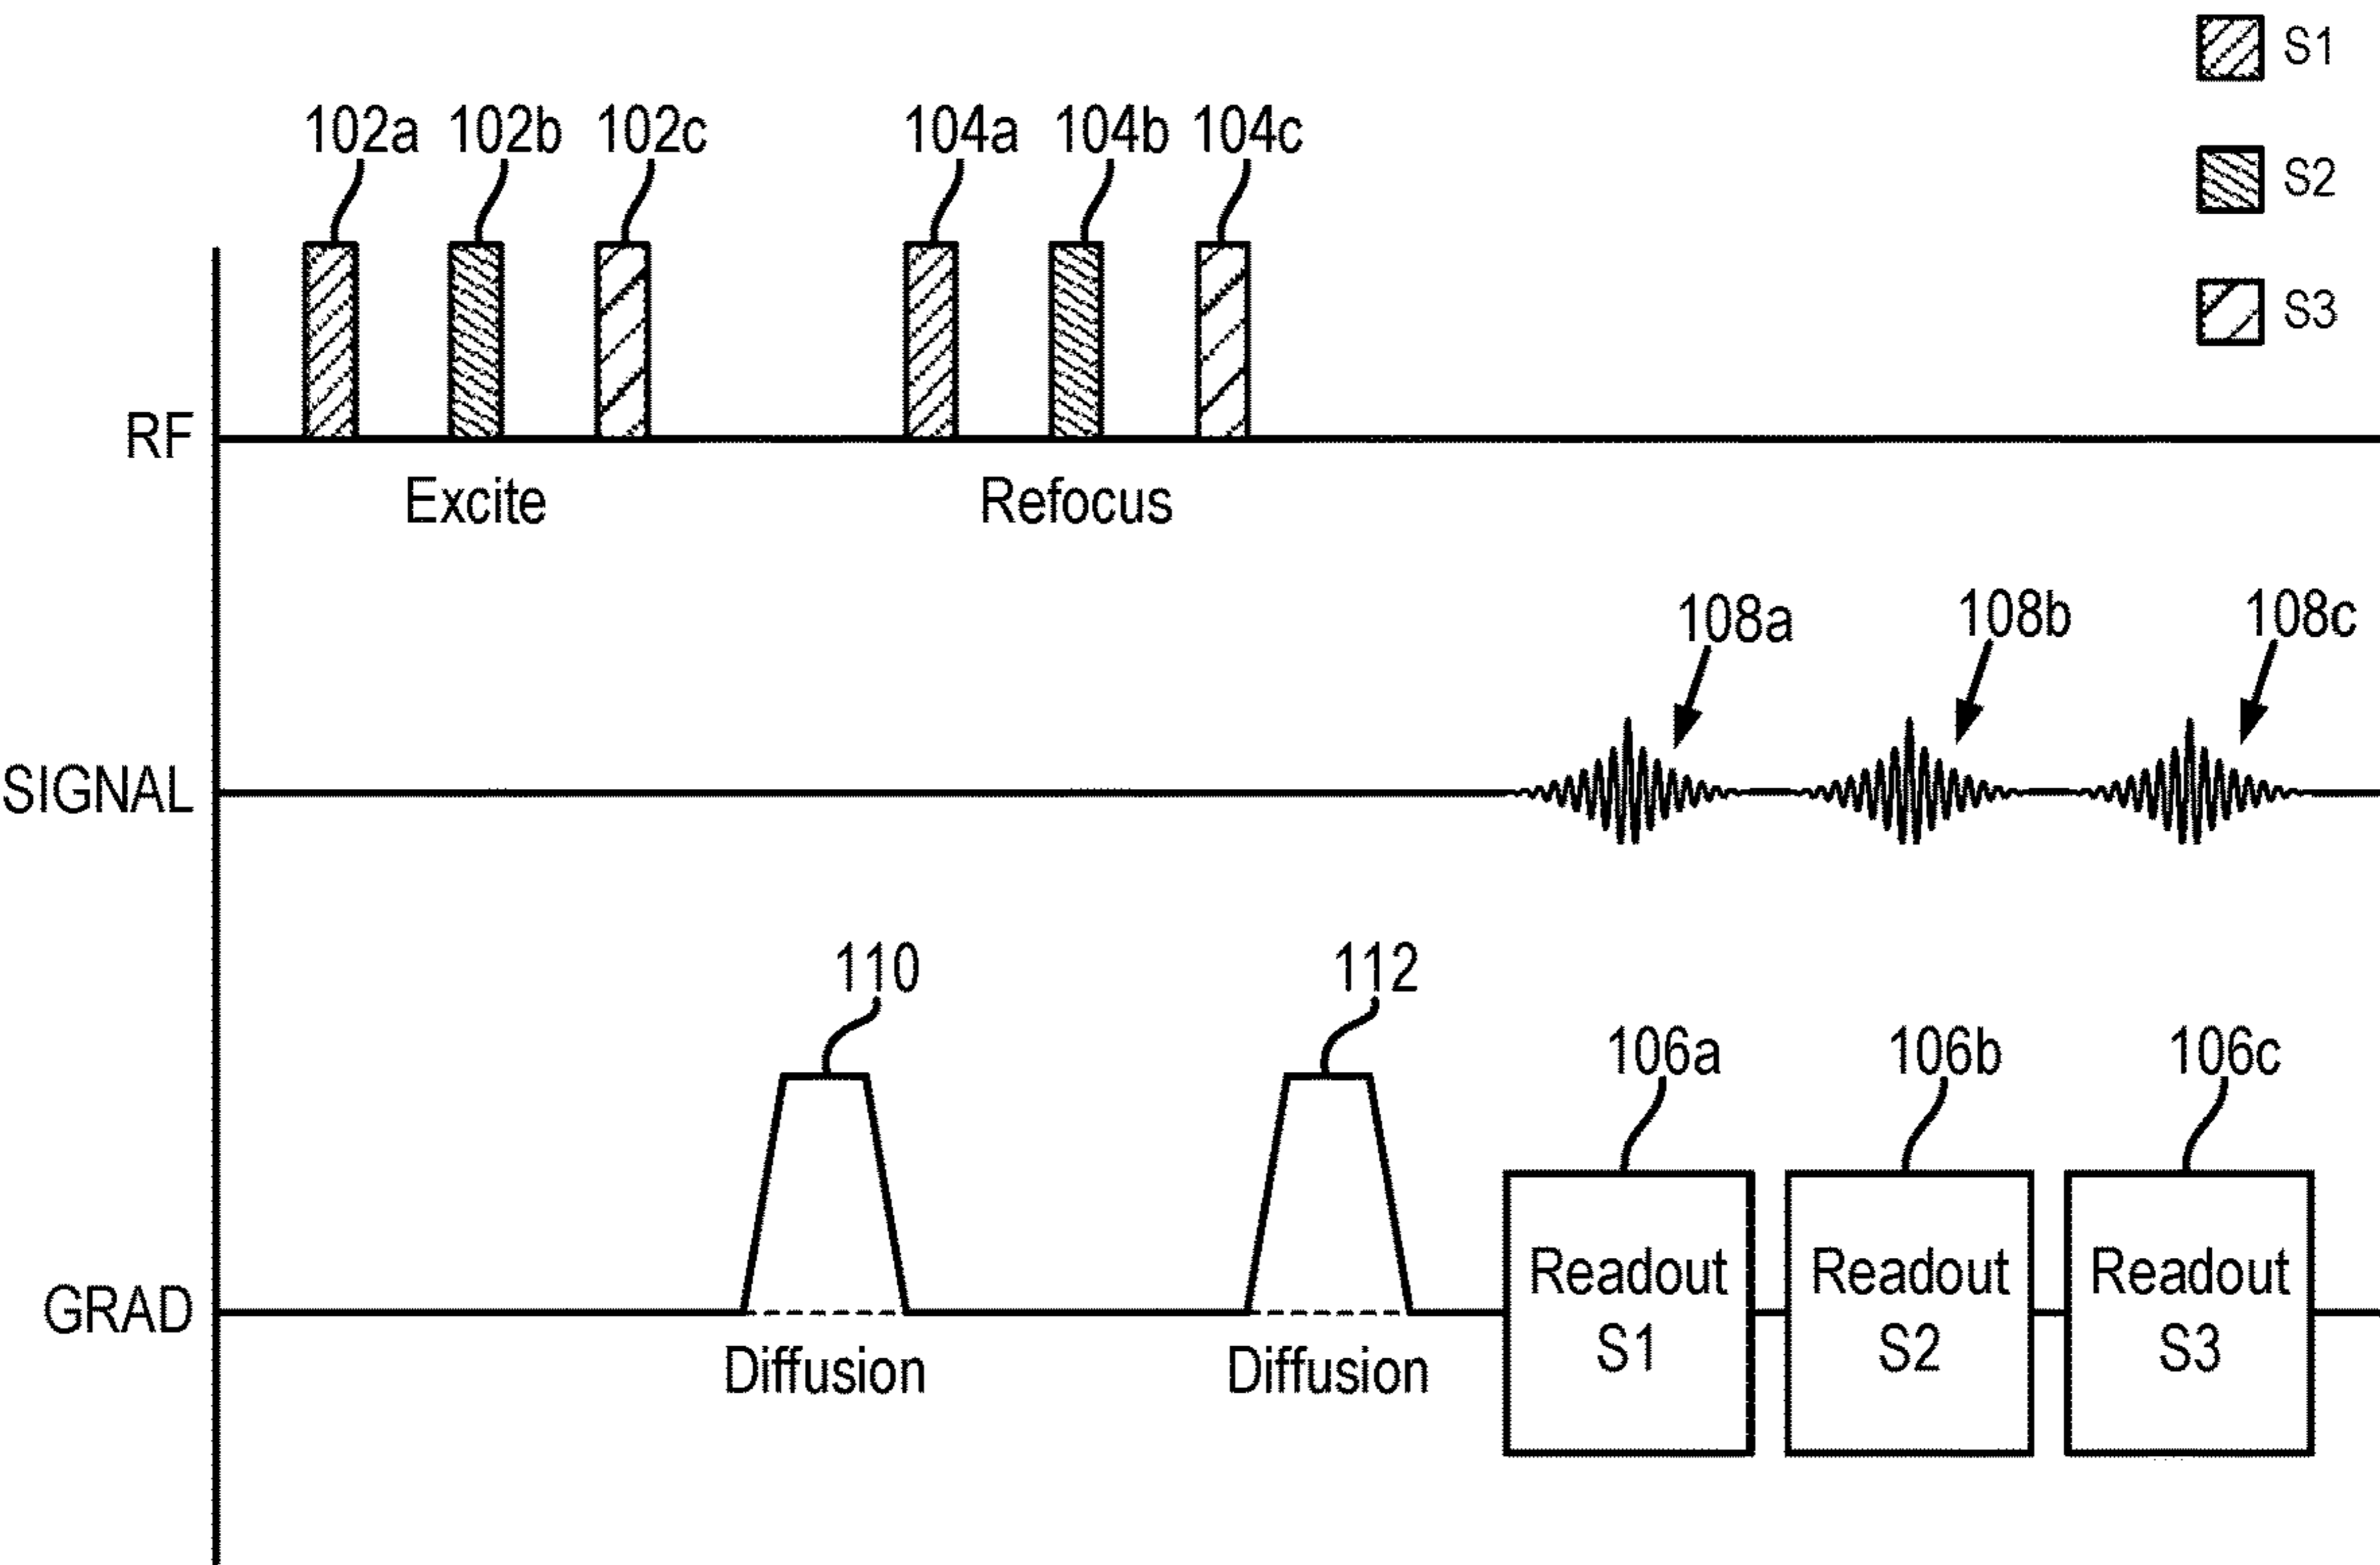 S1
102a 102b 102c 104a 104b 104c
S2
S3
RF
Excite Refocus
108a 108b 108c
SIGNAL
110 112
106a 106b 106c
GRAD
Readout S1
Readout S2
Readout S3
Diffusion Diffusion